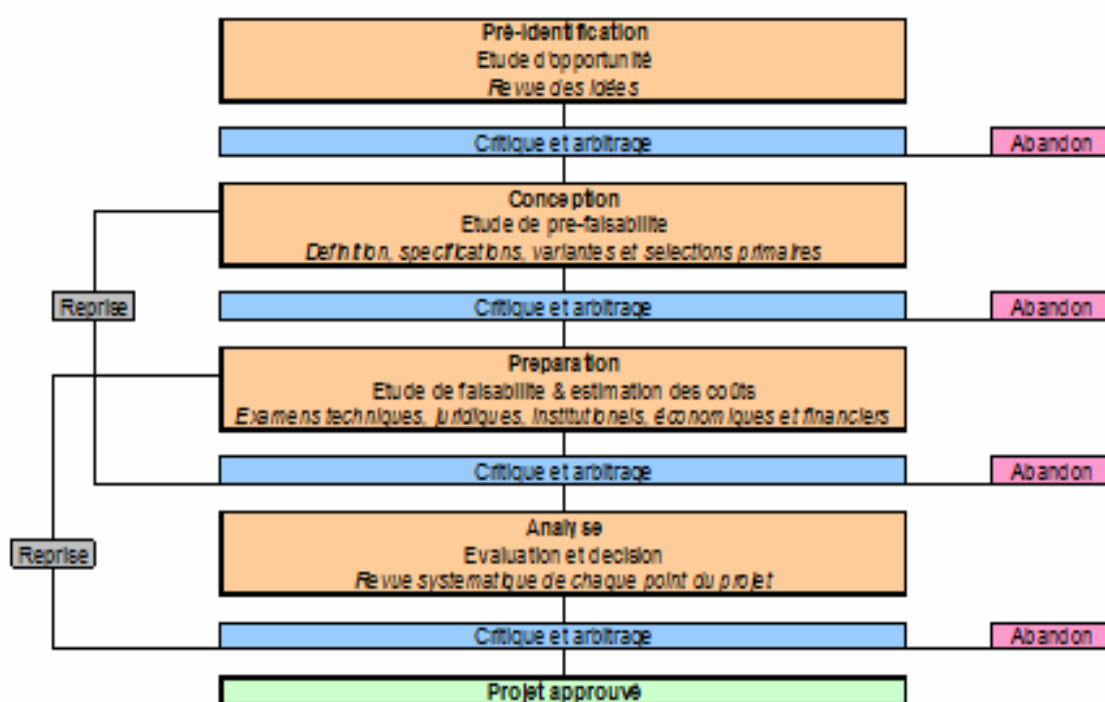 Pré-identification
Etude d'opportunité
Revue des idées
Critique et arbitrage
Abandon
Conception
Etude de pre-faisabilite
Definition, specifications, variantes et selections primaires
Reprise
Critique et arbitrage
Abandon
Preparation
Etude de faisabilite & estimation des coûts
Examens techniques, juridiques, institutionels, économiques et financiers
Critique et arbitrage
Abandon
Analyse
Reprise
Evaluation et decision
Revue systematique de chaque point du projet
Critique et arbitrage
Abandon
Projet approuvé